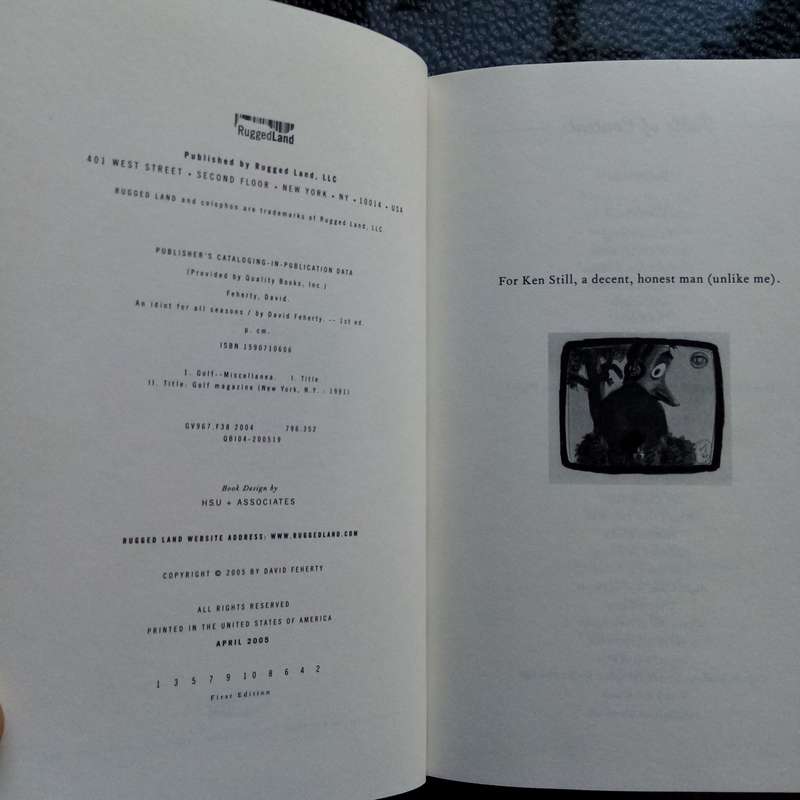 RuggedLand
Published by Rugged Land, LLC
401 WEST STREET • SECOND FLOOR • NEW YORK • NY • 10014 • USA
RUGGED LAND and colophon are trademarks of Rugged Land, LLC.
PUBLISHER'S CATALOGING-IN-PUBLICATION DATA
(Provided by Quality Books, Inc.)
Feherty, David.
An idiot for all seasons / by David Feherty. -- 1st ed.
p. cm.
ISBN 1590710606
1. Golf--Miscellanea. I. Title
II. Title: Golf magazine (New York, N.Y. : 1991)
GV967.F38 2004 796.352
QBI04-200519
Book Design by
HSU + ASSOCIATES
RUGGED LAND WEBSITE ADDRESS: WWW.RUGGEDLAND.COM
COPYRIGHT © 2005 BY DAVID FEHERTY
ALL RIGHTS RESERVED
PRINTED IN THE UNITED STATES OF AMERICA
APRIL 2005
1 3 5 7 9 10 8 6 4 2
First Edition
For Ken Still, a decent, honest man (unlike me).